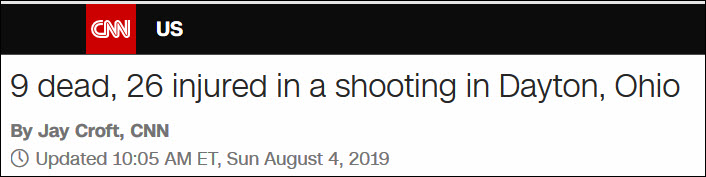 CNN US
9 dead, 26 injured in a shooting in Dayton, Ohio
By Jay Croft, CNN
Updated 10:05 AM ET, Sun August 4, 2019